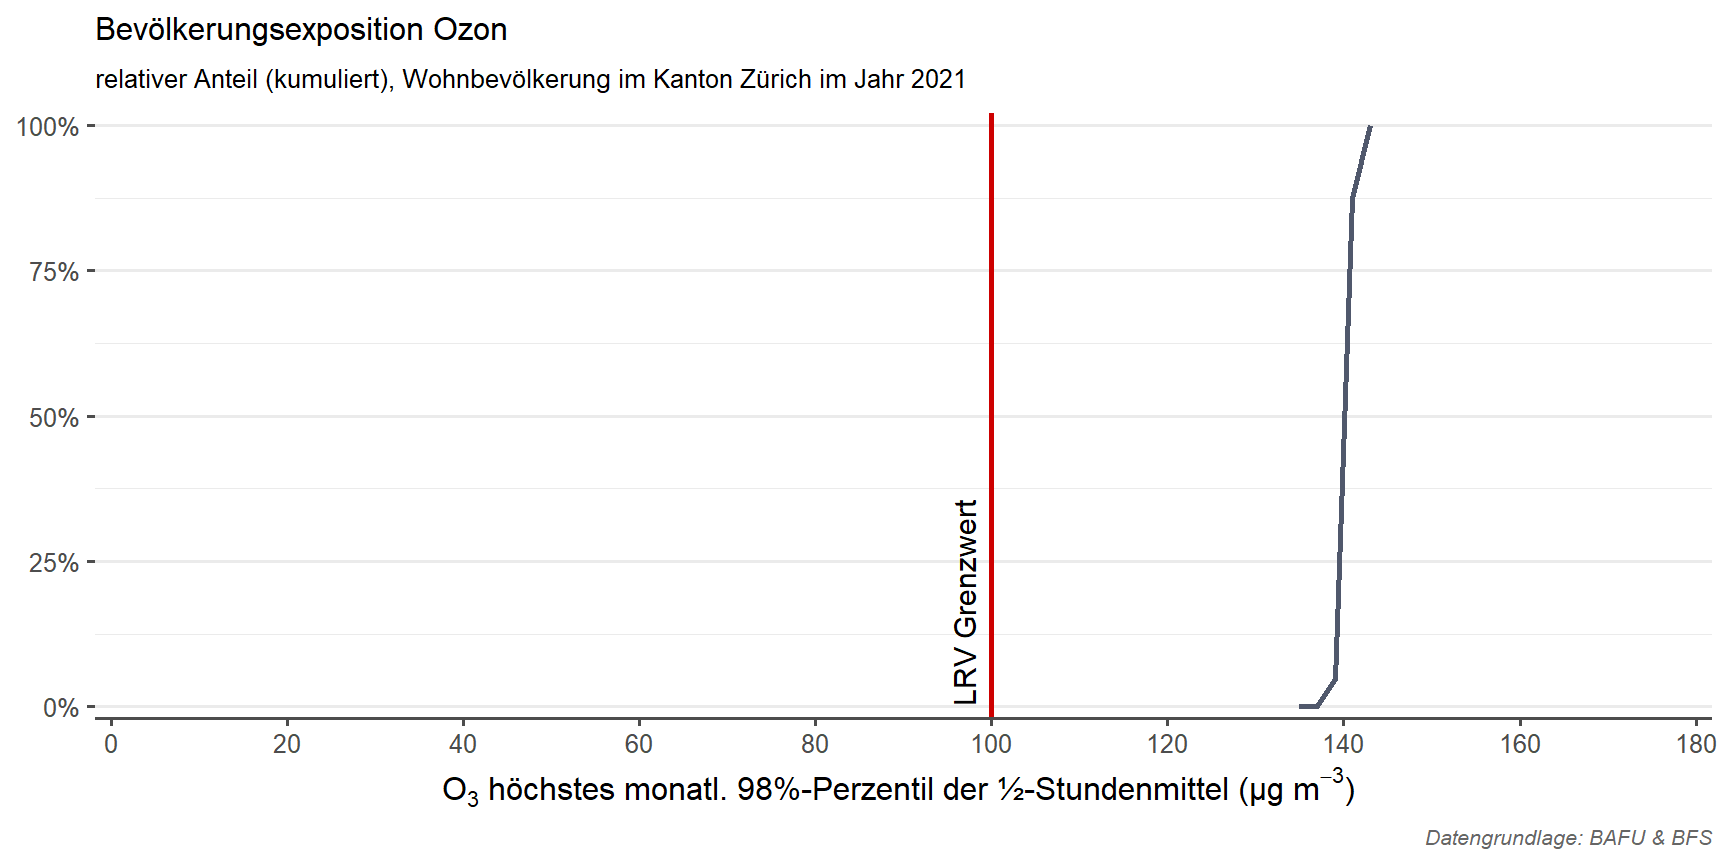 Bevölkerungsexposition Ozon
relativer Anteil (kumuliert), Wohnbevölkerung im Kanton Zürich im Jahr 2021
100%
75%
50%
25%
0%
LRV Grenzwert
0 20 40 60 80 100 120 140 160 180
O₃ höchstes monatl. 98%-Perzentil der ½-Stundenmittel (µg m⁻³)
Datengrundlage: BAFU & BFS